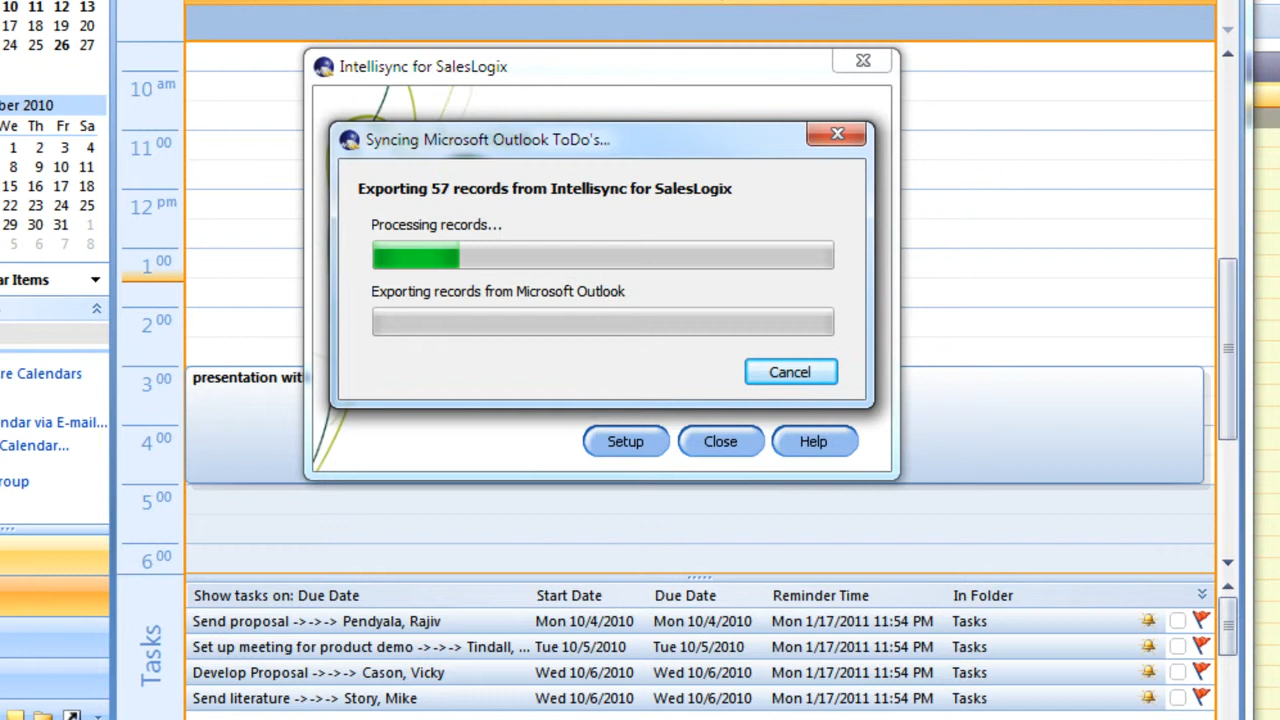 10 11 12 13
17 18 19 20
24 25 26 27
ber 2010
We Th Fr Sa
1 2 3 4
8 9 10 11
15 16 17 18
22 23 24 25
29 30 31 1
5 6 7 8
ar Items
re Calendars
ndar via E-mail...
Calendar...
roup
10 am
11 00
12 pm
1 00
2 00
3 00
4 00
5 00
6 00
presentation wit
Intellisync for SalesLogix
Syncing Microsoft Outlook ToDo's...
Exporting 57 records from Intellisync for SalesLogix
Processing records...
Exporting records from Microsoft Outlook
Cancel
Setup Close Help
Tasks
Show tasks on: Due Date Start Date Due Date Reminder Time In Folder
Send proposal ->->-> Pendyala, Rajiv Mon 10/4/2010 Mon 10/4/2010 Mon 1/17/2011 11:54 PM Tasks
Set up meeting for product demo ->->-> Tindall, ... Tue 10/5/2010 Tue 10/5/2010 Mon 1/17/2011 11:54 PM Tasks
Develop Proposal ->->-> Cason, Vicky Wed 10/6/2010 Wed 10/6/2010 Mon 1/17/2011 11:54 PM Tasks
Send literature ->->-> Story, Mike Wed 10/6/2010 Wed 10/6/2010 Mon 1/17/2011 11:54 PM Tasks